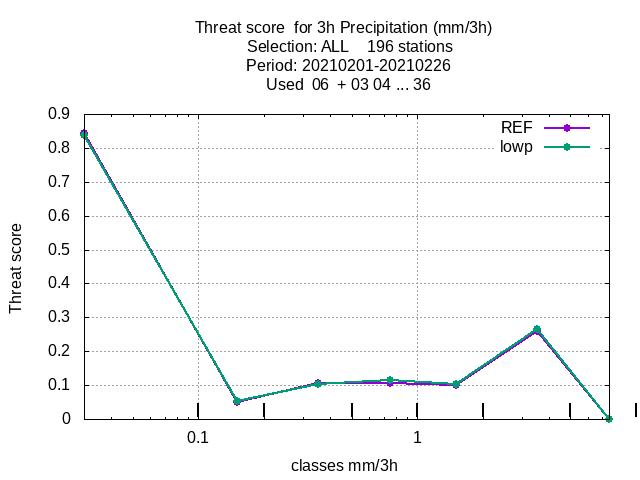 Threat score  for 3h Precipitation (mm/3h)
Selection: ALL    196 stations
Period: 20210201-20210226
Used  06  + 03 04 ... 36
REF
lowp
0.9
0.8
0.7
0.6
0.5
0.4
0.3
0.2
0.1
0
Threat score
0.1
1
classes mm/3h